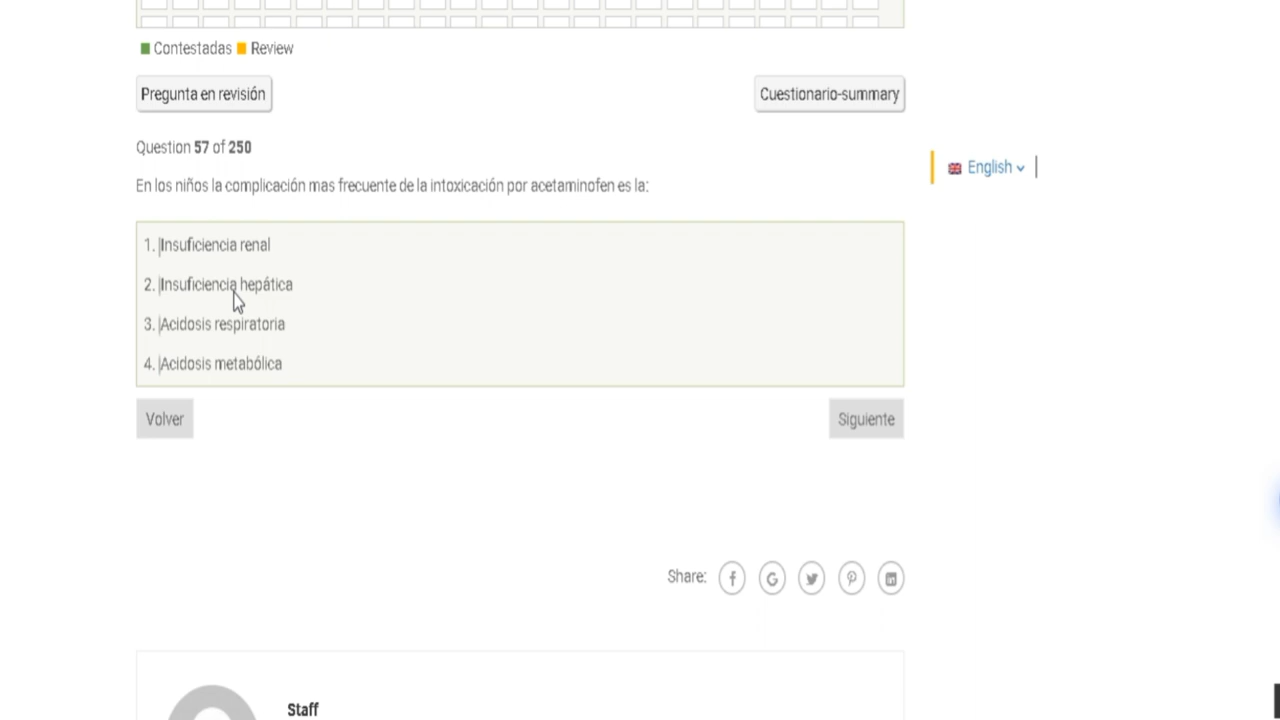 Contestadas Review
Pregunta en revisión
Cuestionario-summary
Question 57 of 250
English
En los niños la complicación mas frecuente de la intoxicación por acetaminofen es la:
1. Insuficiencia renal
2. Insuficiencia hepática
3. Acidosis respiratoria
4. Acidosis metabólica
Volver
Siguiente
Share:
Staff